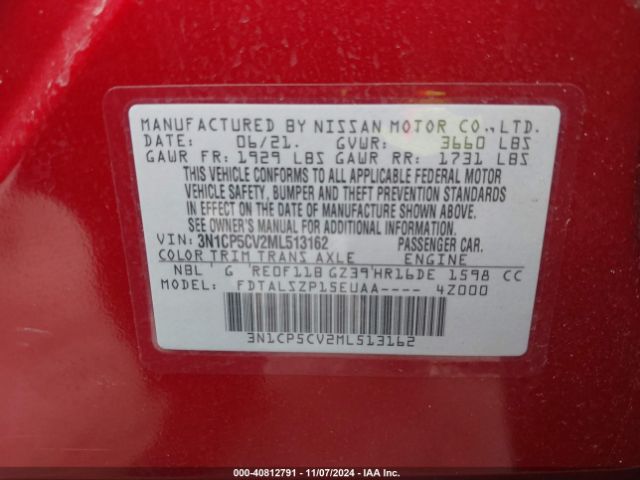 MANUFACTURED BY NISSAN MOTOR CO.,LTD.
DATE: 06/21. GVWR: 3660 LBS
GAWR FR: 1929 LBS GAWR RR: 1731 LBS
THIS VEHICLE CONFORMS TO ALL APPLICABLE FEDERAL MOTOR
VEHICLE SAFETY, BUMPER AND THEFT PREVENTION STANDARDS
IN EFFECT ON THE DATE OF MANUFACTURE SHOWN ABOVE.
SEE OWNER'S MANUAL FOR ADDITIONAL INFORMATION.
VIN: 3N1CP5CV2ML513162 PASSENGER CAR.
COLOR TRIM TRANS AXLE ENGINE
NBL G RE0F11B GZ39 HR16DE 1598 CC
MODEL: FDTALSZP15EUAA---- 4Z000
3N1CP5CV2ML513162
000-40812791 - 11/07/2024 - IAA Inc.